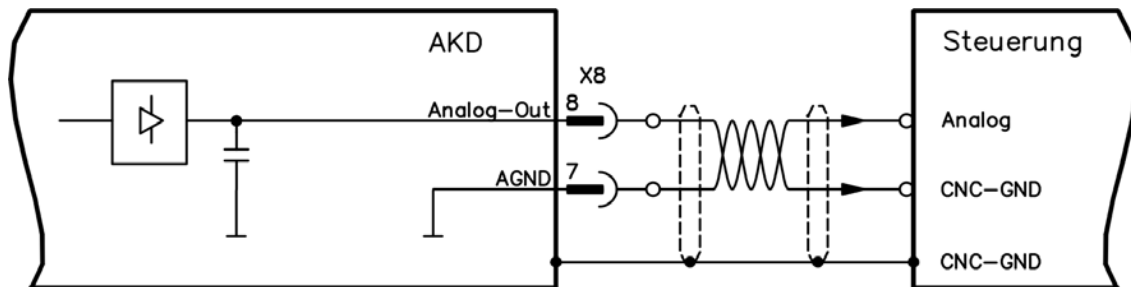 AKD
Steuerung
X8
Analog-Out 8
Analog
AGND 7
CNC-GND
CNC-GND